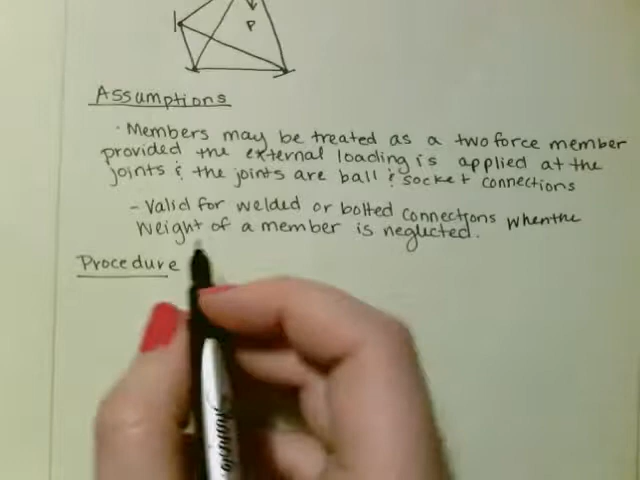 P
Assumptions
· Members may be treated as a two force member
provided the external loading is applied at the
joints & the joints are ball & socket connections
- Valid for welded or bolted connections when the
weight of a member is neglected.
Procedure
Sharpie